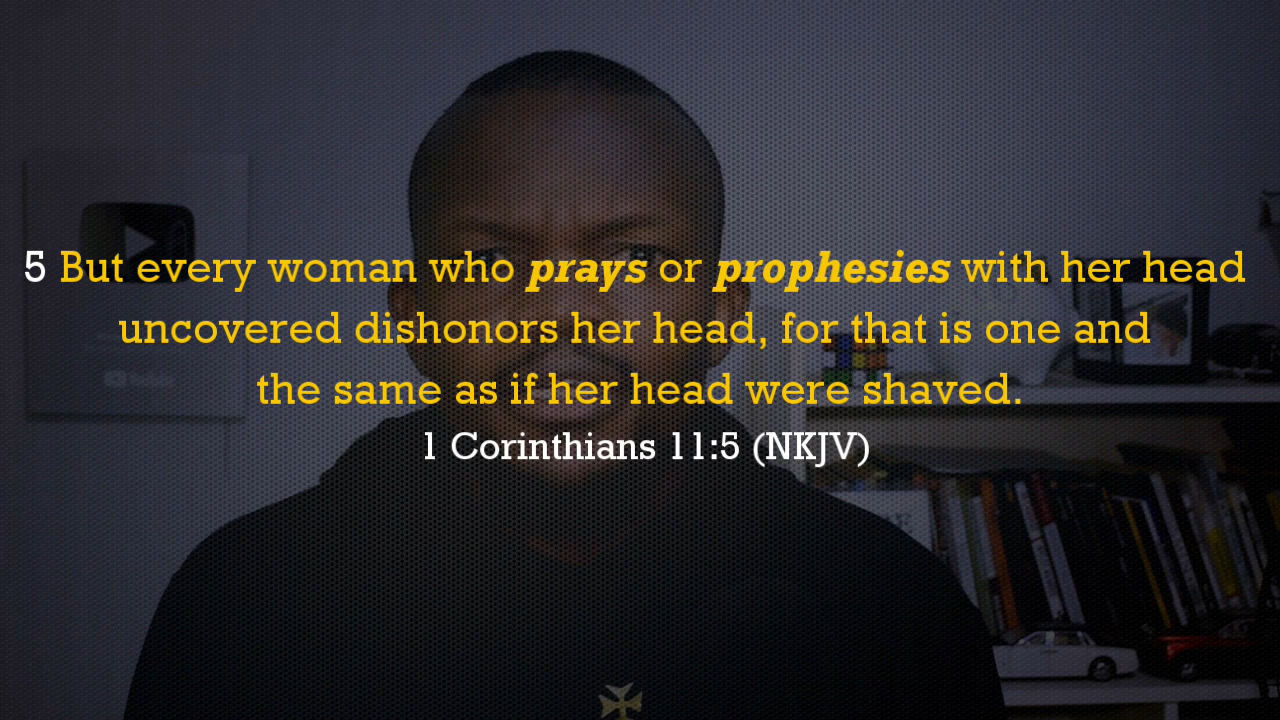 5 But every woman who prays or prophesies with her head
uncovered dishonors her head, for that is one and
the same as if her head were shaved.
1 Corinthians 11:5 (NKJV)